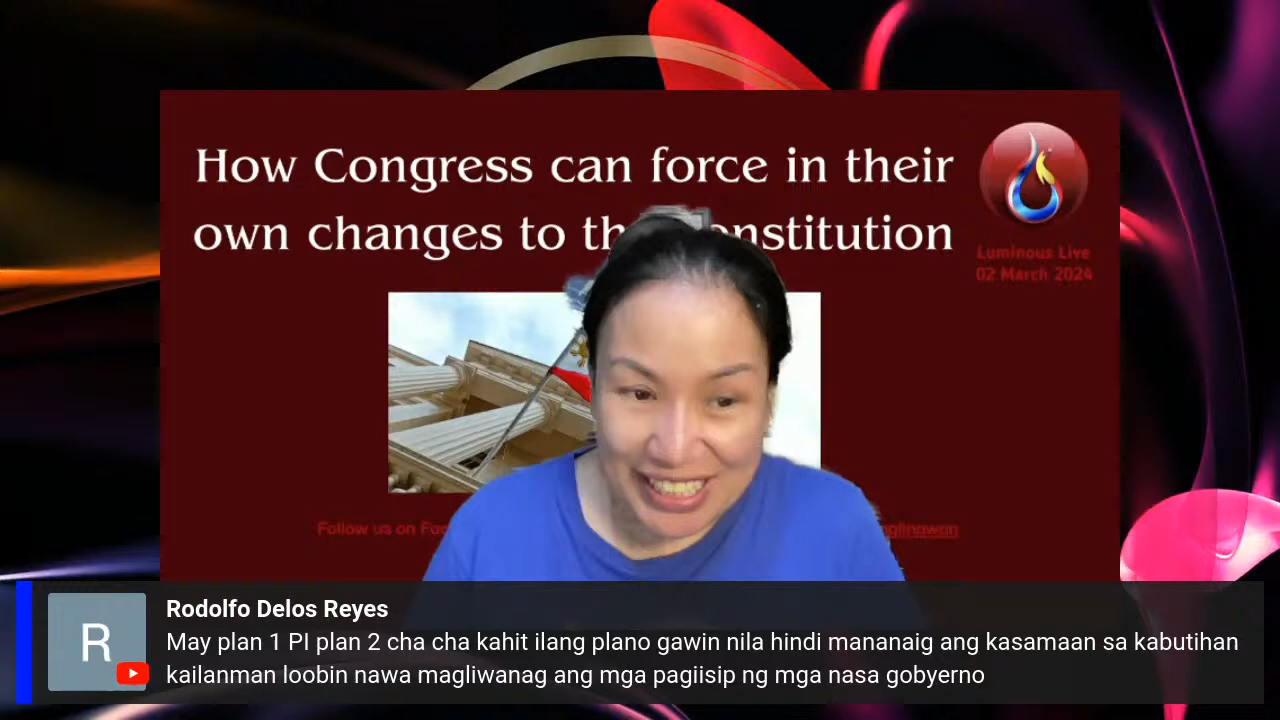 How Congress can force in their
own changes to the Constitution
Luminous Live
02 March 2024
Follow us on
R
Rodolfo Delos Reyes
May plan 1 PI plan 2 cha cha kahit ilang plano gawin nila hindi mananaig ang kasamaan sa kabutihan
kailanman loobin nawa magliwanag ang mga pagiisip ng mga nasa gobyerno